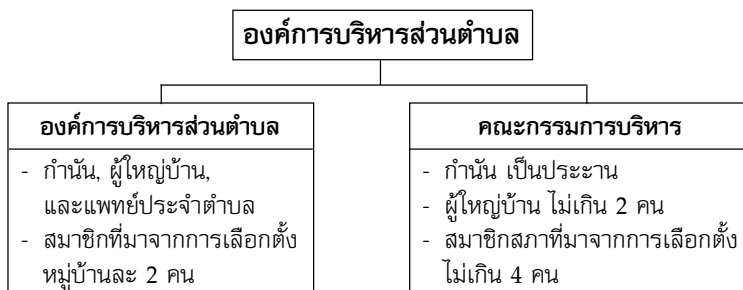 องค์การบริหารส่วนตำบล
องค์การบริหารส่วนตำบล
- กำนัน, ผู้ใหญ่บ้าน,
และแพทย์ประจำตำบล
- สมาชิกที่มาจากการเลือกตั้ง
หมู่บ้านละ 2 คน
คณะกรรมการบริหาร
- กำนัน เป็นประะาน
- ผู้ใหญ่บ้าน ไม่เกิน 2 คน
- สมาชิกสภาที่มาจากการเลือกตั้ง
ไม่เกิน 4 คน